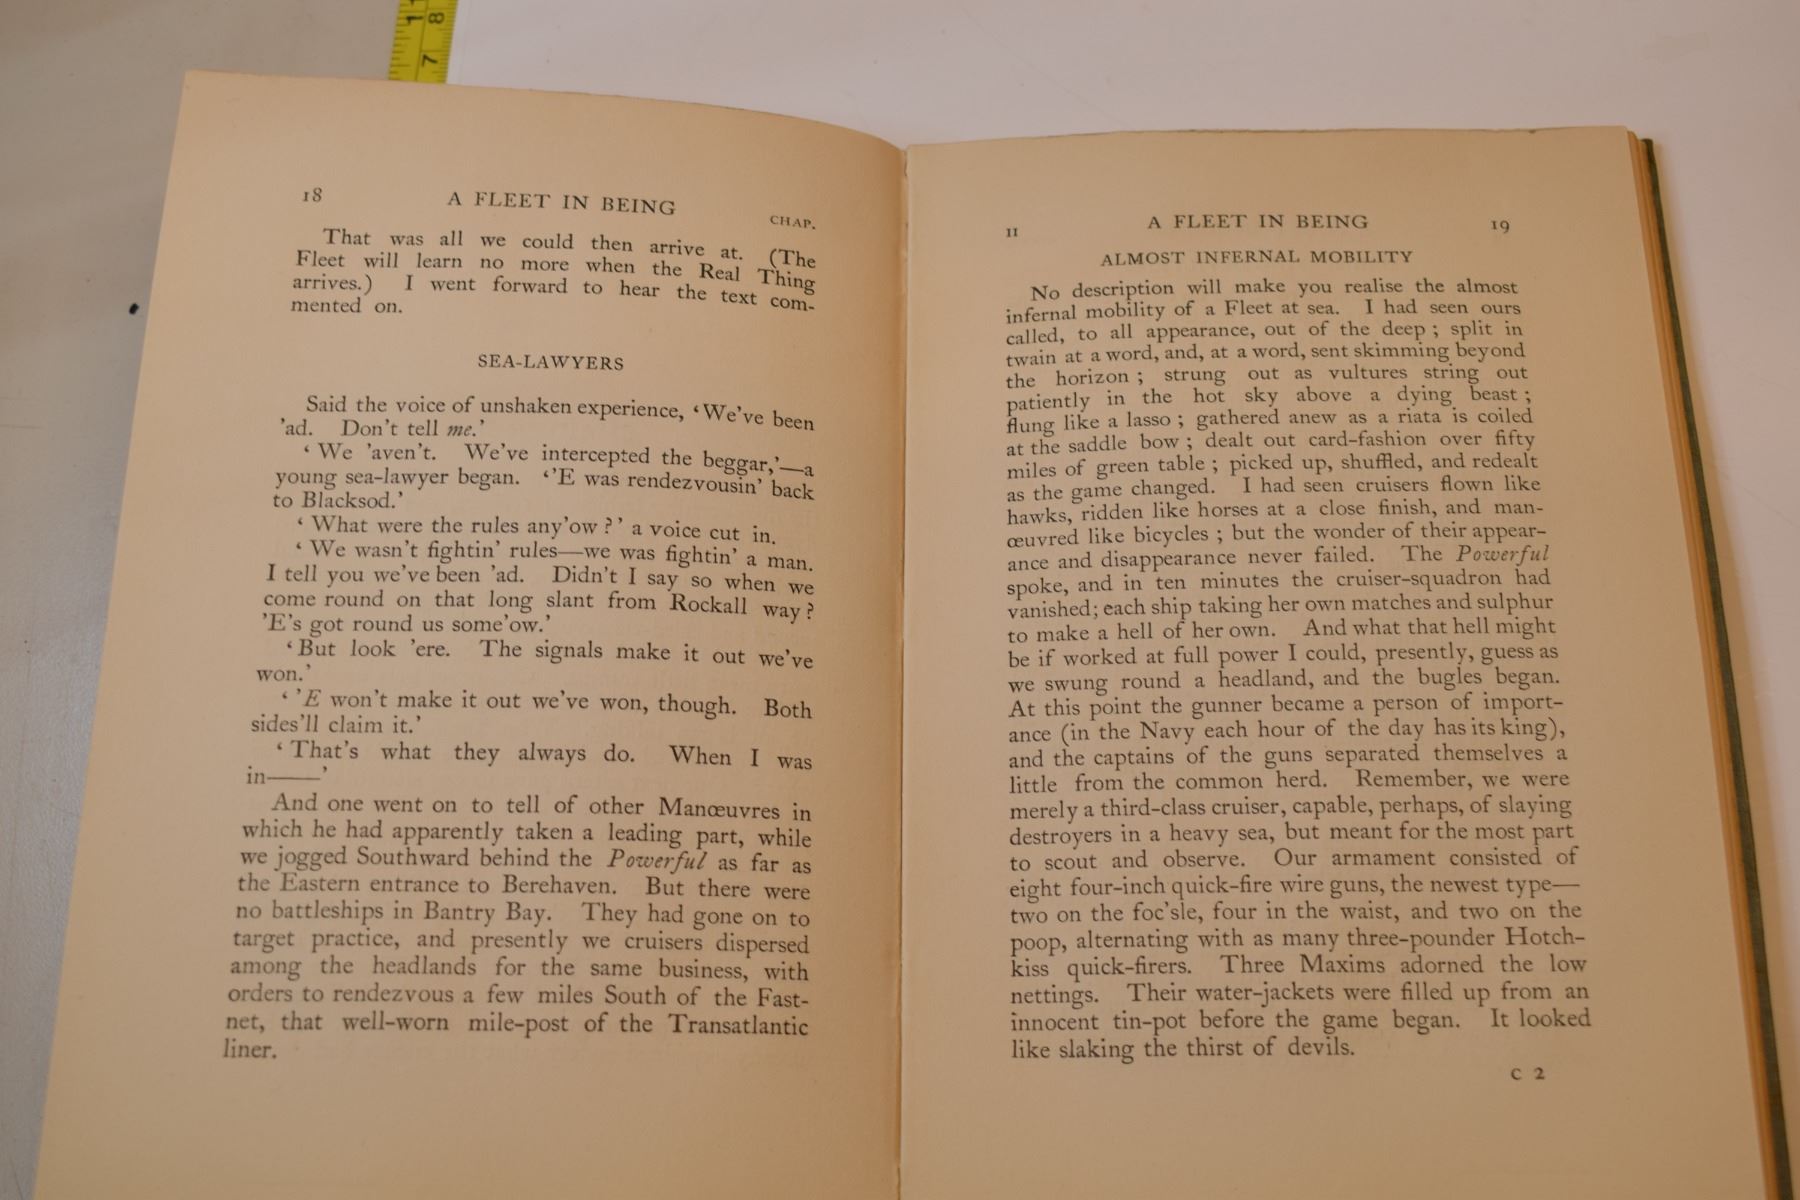 11
8
7
18 A FLEET IN BEING CHAP.
That was all we could then arrive at. (The
Fleet will learn no more when the Real Thing
arrives.) I went forward to hear the text com-
mented on.
SEA-LAWYERS
Said the voice of unshaken experience, ‘We’ve been
’ad. Don’t tell me.’
‘We ’aven’t. We’ve intercepted the beggar,’—a
young sea-lawyer began. ‘’E was rendezvousin’ back
to Blacksod.’
‘What were the rules any’ow?’ a voice cut in.
‘We wasn’t fightin’ rules—we was fightin’ a man.
I tell you we’ve been ’ad. Didn’t I say so when we
come round on that long slant from Rockall way?
’E’s got round us some’ow.’
‘But look ’ere. The signals make it out we’ve
won.’
‘’E won’t make it out we’ve won, though. Both
sides’ll claim it.’
‘That’s what they always do. When I was
in——’
And one went on to tell of other Manœuvres in
which he had apparently taken a leading part, while
we jogged Southward behind the Powerful as far as
the Eastern entrance to Berehaven. But there were
no battleships in Bantry Bay. They had gone on to
target practice, and presently we cruisers dispersed
among the headlands for the same business, with
orders to rendezvous a few miles South of the Fast-
net, that well-worn mile-post of the Transatlantic
liner.
II A FLEET IN BEING 19
ALMOST INFERNAL MOBILITY
No description will make you realise the almost
infernal mobility of a Fleet at sea. I had seen ours
called, to all appearance, out of the deep; split in
twain at a word, and, at a word, sent skimming beyond
the horizon; strung out as vultures string out
patiently in the hot sky above a dying beast;
flung like a lasso; gathered anew as a riata is coiled
at the saddle bow; dealt out card-fashion over fifty
miles of green table; picked up, shuffled, and redealt
as the game changed. I had seen cruisers flown like
hawks, ridden like horses at a close finish, and man-
œuvred like bicycles; but the wonder of their appear-
ance and disappearance never failed. The Powerful
spoke, and in ten minutes the cruiser-squadron had
vanished; each ship taking her own matches and sulphur
to make a hell of her own. And what that hell might
be if worked at full power I could, presently, guess as
we swung round a headland, and the bugles began.
At this point the gunner became a person of import-
ance (in the Navy each hour of the day has its king),
and the captains of the guns separated themselves a
little from the common herd. Remember, we were
merely a third-class cruiser, capable, perhaps, of slaying
destroyers in a heavy sea, but meant for the most part
to scout and observe. Our armament consisted of
eight four-inch quick-fire wire guns, the newest type—
two on the foc’sle, four in the waist, and two on the
poop, alternating with as many three-pounder Hotch-
kiss quick-firers. Three Maxims adorned the low
nettings. Their water-jackets were filled up from an
innocent tin-pot before the game began. It looked
like slaking the thirst of devils.
C 2